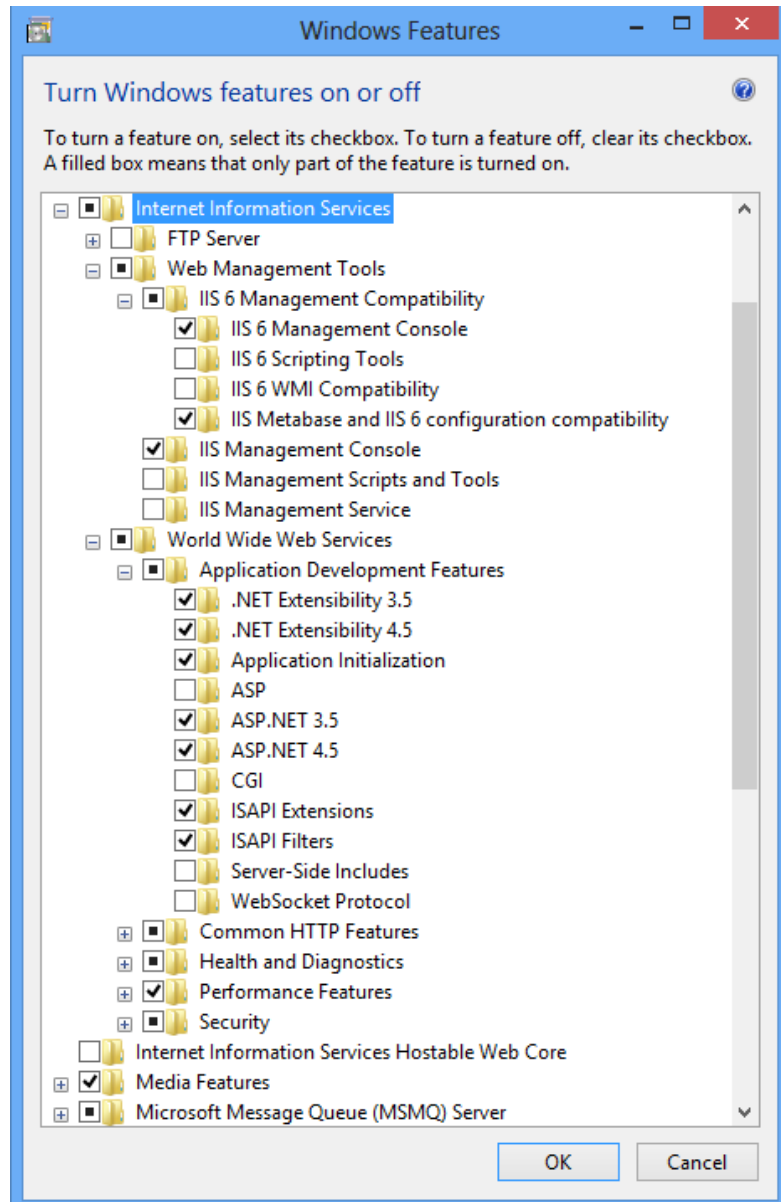 Windows Features
Turn Windows features on or off
To turn a feature on, select its checkbox. To turn a feature off, clear its checkbox.
A filled box means that only part of the feature is turned on.
Internet Information Services
FTP Server
Web Management Tools
IIS 6 Management Compatibility
IIS 6 Management Console
IIS 6 Scripting Tools
IIS 6 WMI Compatibility
IIS Metabase and IIS 6 configuration compatibility
IIS Management Console
IIS Management Scripts and Tools
IIS Management Service
World Wide Web Services
Application Development Features
.NET Extensibility 3.5
.NET Extensibility 4.5
Application Initialization
ASP
ASP.NET 3.5
ASP.NET 4.5
CGI
ISAPI Extensions
ISAPI Filters
Server-Side Includes
WebSocket Protocol
Common HTTP Features
Health and Diagnostics
Performance Features
Security
Internet Information Services Hostable Web Core
Media Features
Microsoft Message Queue (MSMQ) Server
OK Cancel